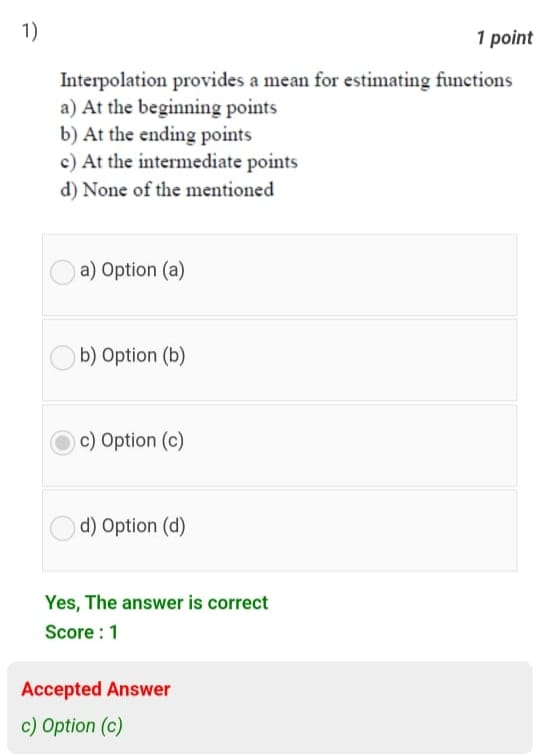 1)
1 point
Interpolation provides a mean for estimating functions
a) At the beginning points
b) At the ending points
c) At the intermediate points
d) None of the mentioned
a) Option (a)
b) Option (b)
c) Option (c)
d) Option (d)
Yes, The answer is correct
Score : 1
Accepted Answer
c) Option (c)